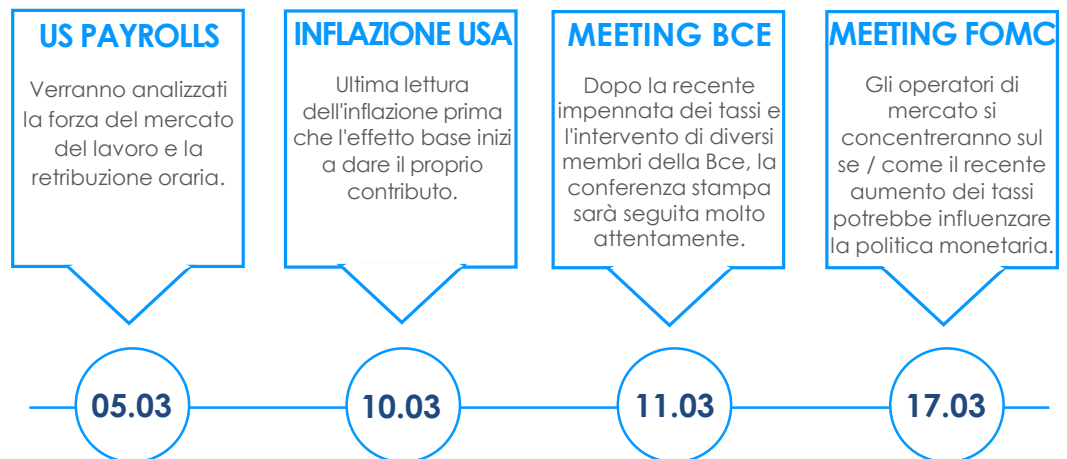 US PAYROLLS
Verranno analizzati
la forza del mercato
del lavoro e la
retribuzione oraria.
INFLAZIONE USA
Ultima lettura
dell'inflazione prima
che l'effetto base inizi
a dare il proprio
contributo.
MEETING BCE
Dopo la recente
impennata dei tassi e
l'intervento di diversi
membri della Bce, la
conferenza stampa
sarà seguita molto
attentamente.
MEETING FOMC
Gli operatori di
mercato si
concentreranno sul
se / come il recente
aumento dei tassi
potrebbe influenzare
la politica monetaria.
05.03
10.03
11.03
17.03